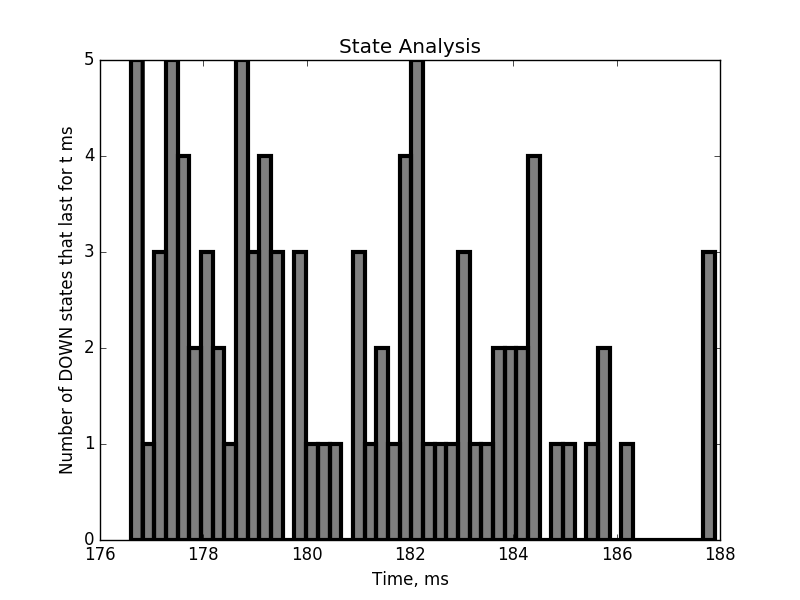 State Analysis
Number of DOWN states that last for t ms
5
4
3
2
1
0
176 178 180 182 184 186 188
Time, ms